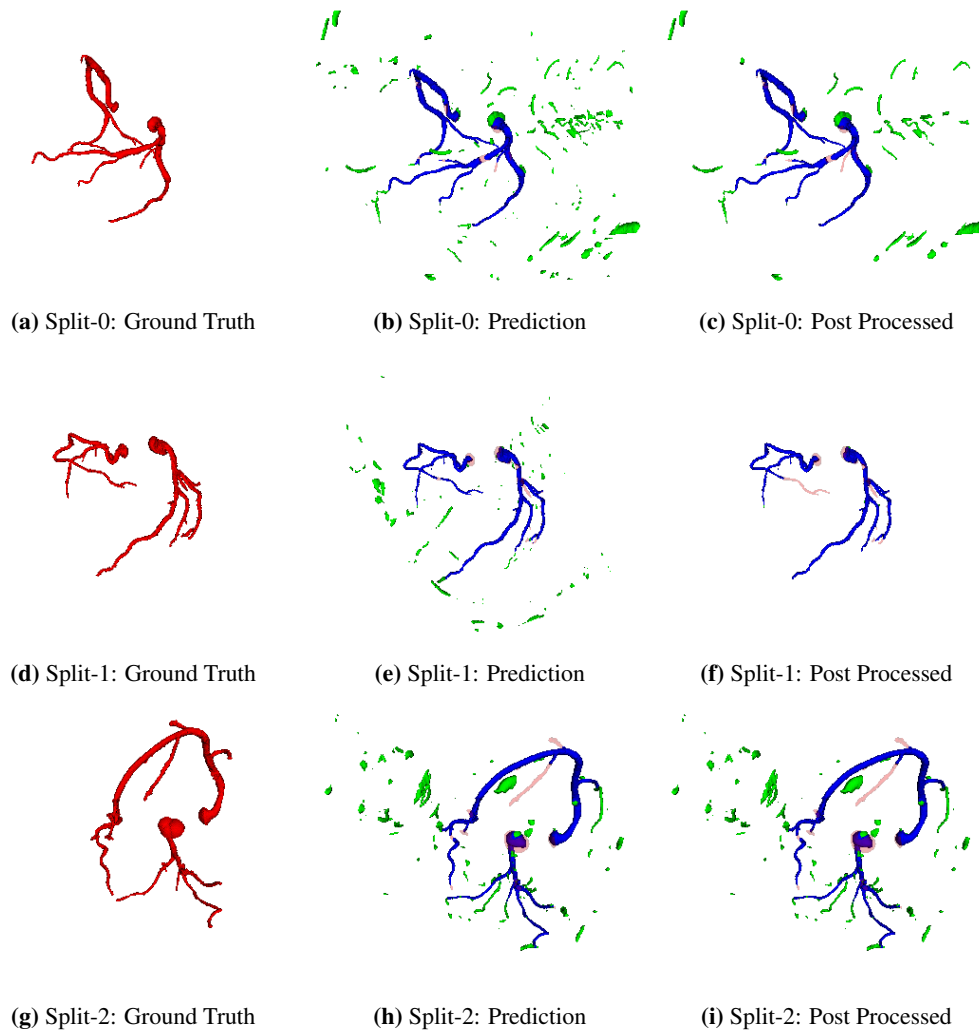 (a) Split-0: Ground Truth
(b) Split-0: Prediction
(c) Split-0: Post Processed
(d) Split-1: Ground Truth
(e) Split-1: Prediction
(f) Split-1: Post Processed
(g) Split-2: Ground Truth
(h) Split-2: Prediction
(i) Split-2: Post Processed